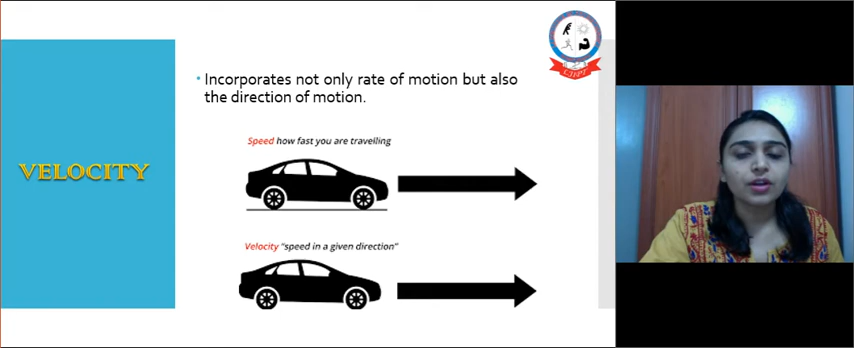 VELOCITY
• Incorporates not only rate of motion but also
the direction of motion.
Speed how fast you are travelling
Velocity "speed in a given direction"